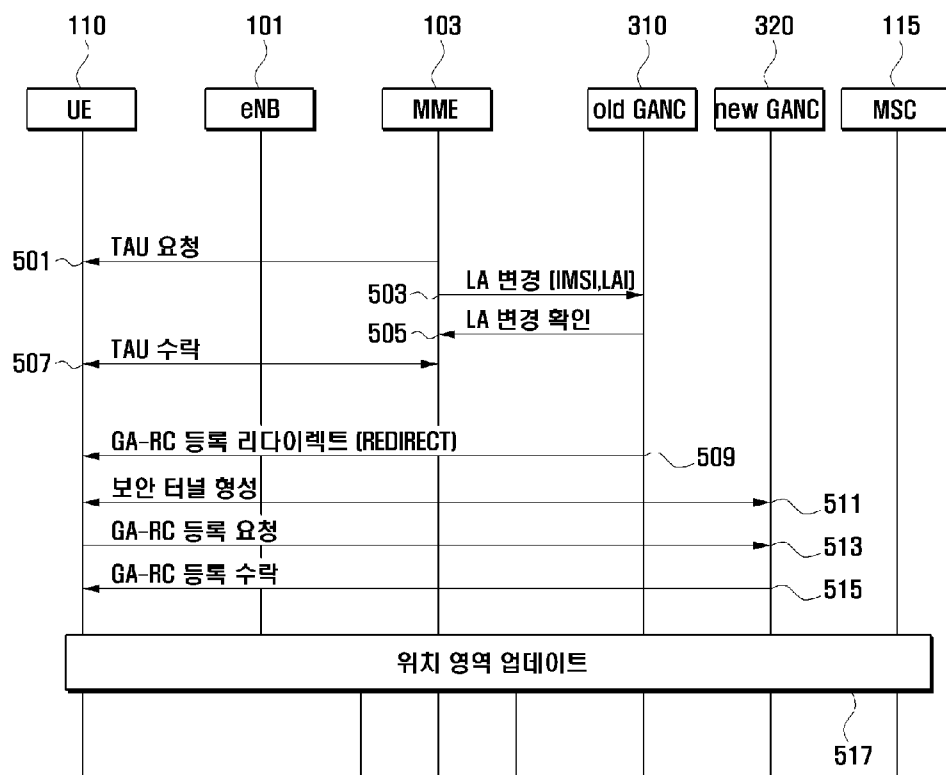 110 101 103 310 320 115
UE eNB MME old GANC new GANC MSC
TAU 요청
501
LA 변경 (IMSI,LAI)
503
LA 변경 확인
505
TAU 수락
507
GA-RC 등록 리다이렉트 (REDIRECT)
509
보안 터널 형성
511
GA-RC 등록 요청
513
GA-RC 등록 수락
515
위치 영역 업데이트
517